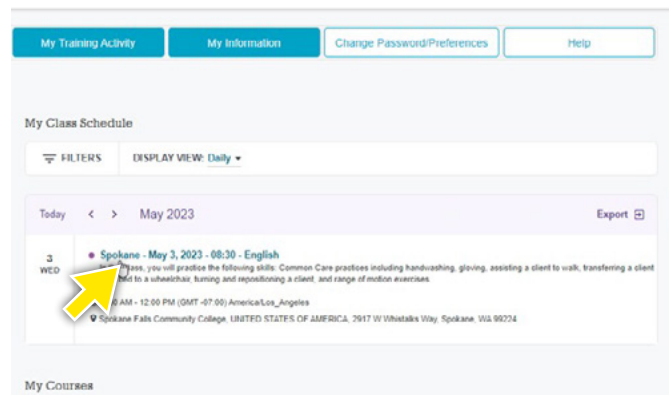 My Training Activity
My Information
Change Password/Preferences
Help
My Class Schedule
FILTERS DISPLAY VIEW: Daily
Today < > May 2023 Export
3 Spokane - May 3, 2023 - 08:30 - English
WED you will practice the following skills: Common Care practices including handwashing, gloving, assisting a client to walk, transferring a client
to a wheelchair, turning and repositioning a client, and range of motion exercises
AM - 12:00 PM (GMT -07:00) America/Los_Angeles
Spokane Falls Community College, UNITED STATES OF AMERICA, 2917 W Whistalks Way, Spokane, WA 99224
My Courses